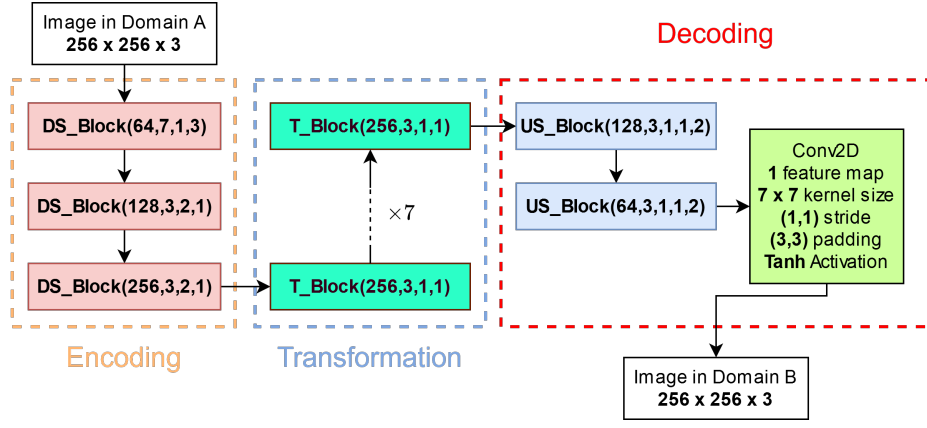 Image in Domain A
256 x 256 x 3
Decoding
DS_Block(64,7,1,3)
DS_Block(128,3,2,1)
DS_Block(256,3,2,1)
Encoding
T_Block(256,3,1,1)
×7
T_Block(256,3,1,1)
Transformation
US_Block(128,3,1,1,2)
US_Block(64,3,1,1,2)
Conv2D
1 feature map
7 x 7 kernel size
(1,1) stride
(3,3) padding
Tanh Activation
Image in Domain B
256 x 256 x 3